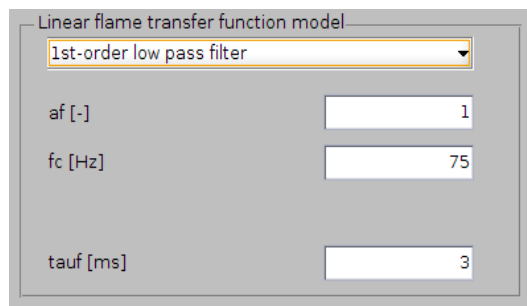 Linear flame transfer function model
1st-order low pass filter
af [-] 1
fc [Hz] 75
tauf [ms] 3